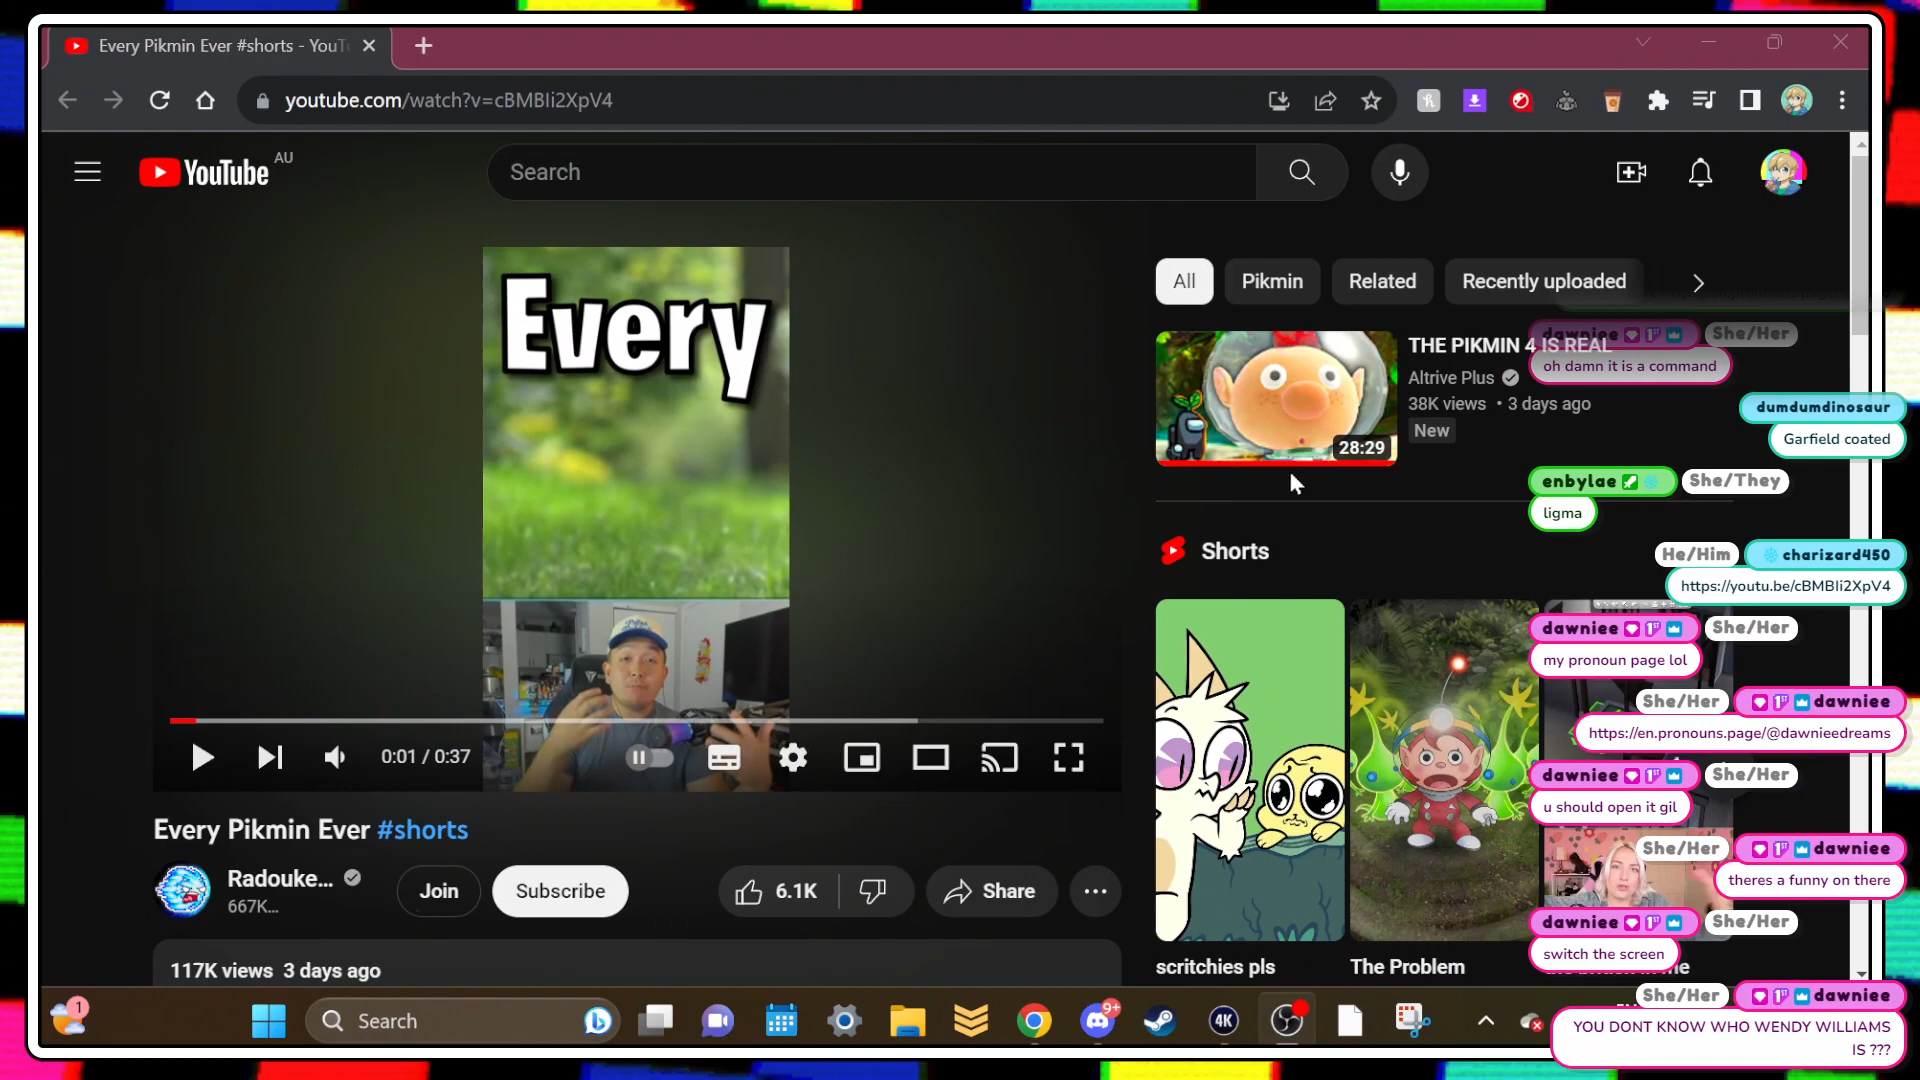 Every Pikmin Ever #shorts - YouTu
youtube.com/watch?v=cBMBIi2XpV4
YouTube AU
Search
Every
All
Pikmin
Related
Recently uploaded
THE PIKMIN 4 IS REAL
Altrive Plus
38K views • 3 days ago
New
28:29
Shorts
0:01 / 0:37
Every Pikmin Ever #shorts
Radouke...
667K...
Join
Subscribe
6.1K
Share
117K views 3 days ago
scritchies pls
The Problem
dawniee She/Her
oh damn it is a command
dumdumdinosaur
Garfield coated
enbylae She/They
ligma
He/Him charizard450
https://youtu.be/cBMBIi2XpV4
dawniee She/Her
my pronoun page lol
She/Her dawniee
https://en.pronouns.page/@dawnieedreams
dawniee She/Her
u should open it gil
She/Her dawniee
theres a funny on there
dawniee She/Her
switch the screen
She/Her dawniee
YOU DONT KNOW WHO WENDY WILLIAMS
IS ???
1
Search
9+
4K